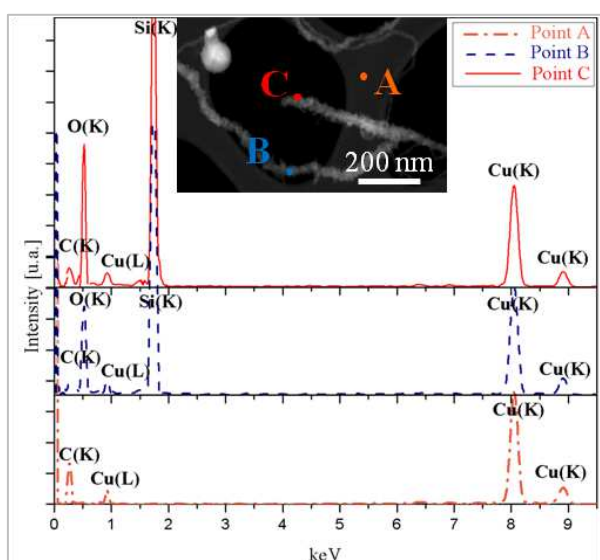 Si(K)
Point A
Point B
Point C
C
A
B
200 nm
O(K)
C(K)
Cu(L)
Cu(K)
Cu(K)
Intensity [u.a.]
O(K)
Si(K)
C(K)
Cu(L)
Cu(K)
Cu(K)
C(K)
Cu(L)
Cu(K)
Cu(K)
0 1 2 3 4 5 6 7 8 9
keV